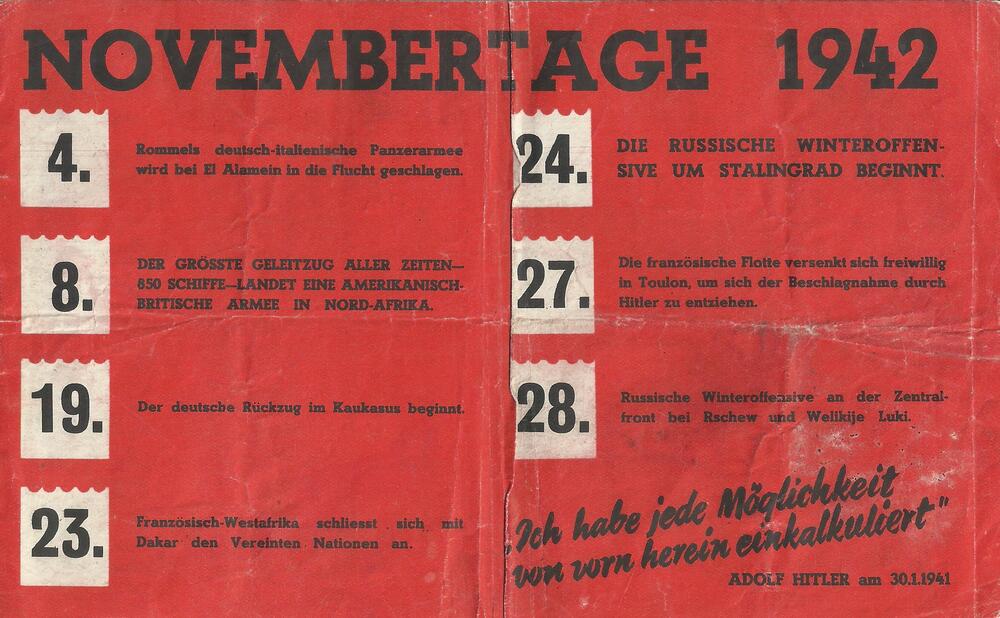 NOVEMBERTAGE 1942
4.
Rommels deutsch-italienische Panzerarmee
wird bei El Alamein in die Flucht geschlagen.
8.
DER GRÖSSTE GELEITZUG ALLER ZEITEN—
850 SCHIFFE—LANDET EINE AMERIKANISCH-
BRITISCHE ARMEE IN NORD-AFRIKA.
19.
Der deutsche Rückzug im Kaukasus beginnt.
23.
Französisch-Westafrika schliesst sich mit
Dakar den Vereinten Nationen an.
24.
DIE RUSSISCHE WINTEROFFEN-
SIVE UM STALINGRAD BEGINNT.
27.
Die französische Flotte versenkt sich freiwillig
in Toulon, um sich der Beschlagnahme durch
Hitler zu entziehen.
28.
Russische Winteroffensive an der Zentral-
front bei Rschew und Welikije Luki.
„Ich habe jede Möglichkeit
von vorn herein einkalkuliert"
ADOLF HITLER am 30.1.1941